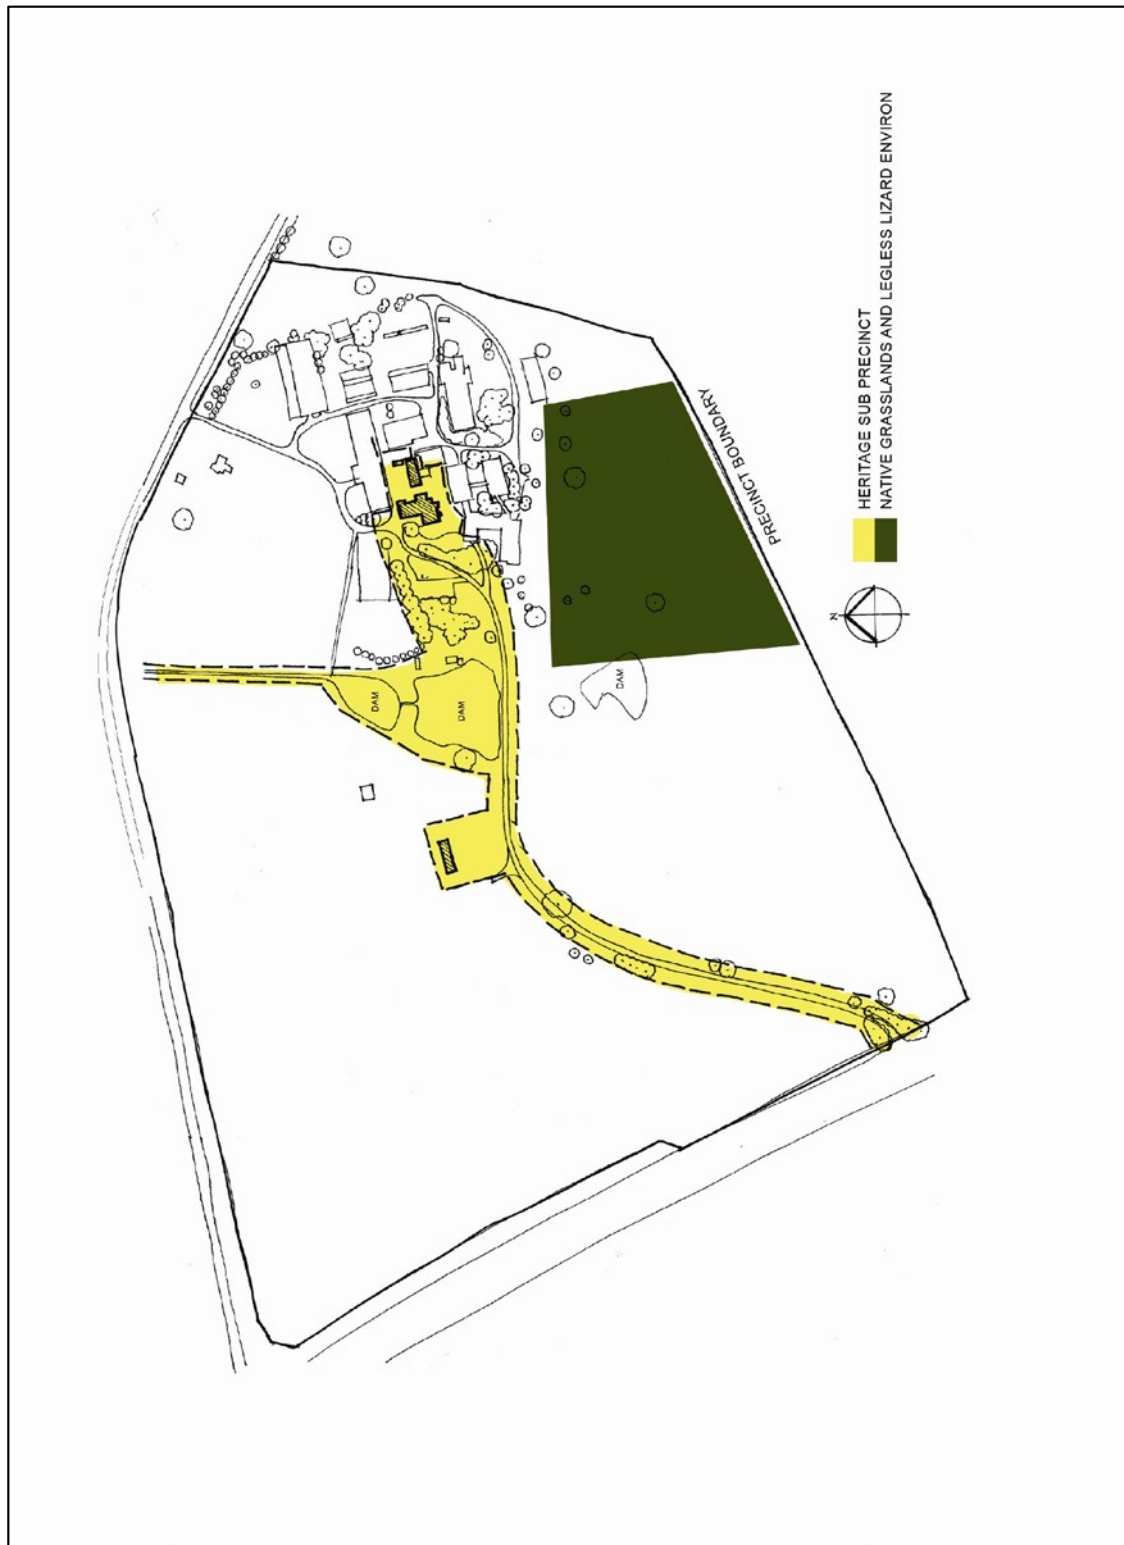 HERITAGE SUB PRECINCT
NATIVE GRASSLANDS AND LEGLESS LIZARD ENVIRON
PRECINCT BOUNDARY
DAM
DAM
DAM
N